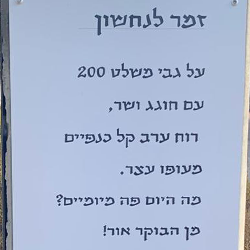 זמר לנחשון
על גבי משלט 200
עם חוגג ושר,
רוח ערב קל כנפיים
מעופו עצר.
מה היום פה מיומיים?
מן הבוקר אור!